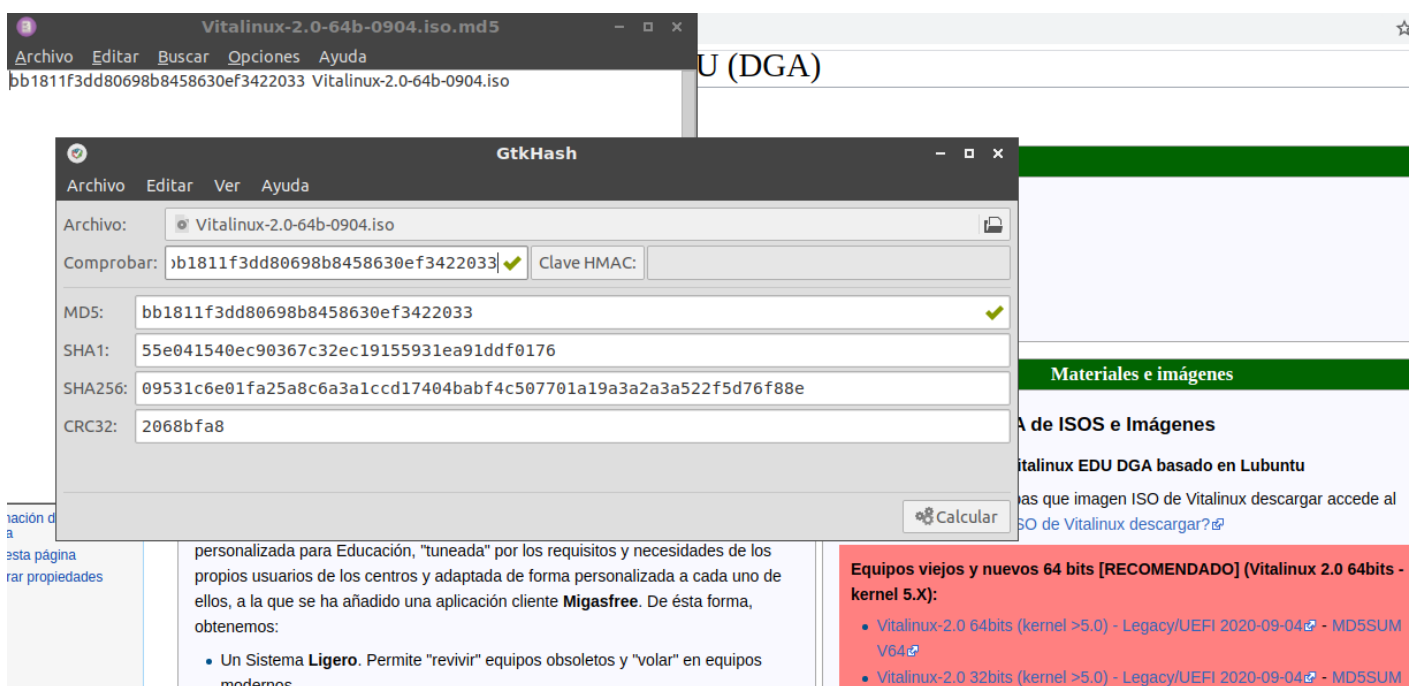 Vitalinux-2.0-64b-0904.iso.md5
Archivo Editar Buscar Opciones Ayuda
bb1811f3dd80698b8458630ef3422033 Vitalinux-2.0-64b-0904.iso
U (DGA)
GtkHash
Archivo Editar Ver Ayuda
Archivo: Vitalinux-2.0-64b-0904.iso
Comprobar: bb1811f3dd80698b8458630ef3422033 Clave HMAC:
MD5: bb1811f3dd80698b8458630ef3422033
SHA1: 55e041540ec90367c32ec19155931ea91ddf0176
SHA256: 09531c6e01fa25a8c6a3a1ccd17404babf4c507701a19a3a2a3a522f5d76f88e
CRC32: 2068bfa8
Calcular
Materiales e imágenes
A de ISOS e Imágenes
italinux EDU DGA basado en Lubuntu
as que imagen ISO de Vitalinux descargar accede al
SO de Vitalinux descargar?
nación d
a
esta página
rar propiedades
personalizada para Educación, "tuneada" por los requisitos y necesidades de los
propios usuarios de los centros y adaptada de forma personalizada a cada uno de
ellos, a la que se ha añadido una aplicación cliente Migasfree. De ésta forma,
obtenemos:
• Un Sistema Ligero. Permite "revivir" equipos obsoletos y "volar" en equipos
modernos
Equipos viejos y nuevos 64 bits [RECOMENDADO] (Vitalinux 2.0 64bits -
kernel 5.X):
• Vitalinux-2.0 64bits (kernel >5.0) - Legacy/UEFI 2020-09-04 - MD5SUM
V64
• Vitalinux-2.0 32bits (kernel >5.0) - Legacy/UEFI 2020-09-04 - MD5SUM